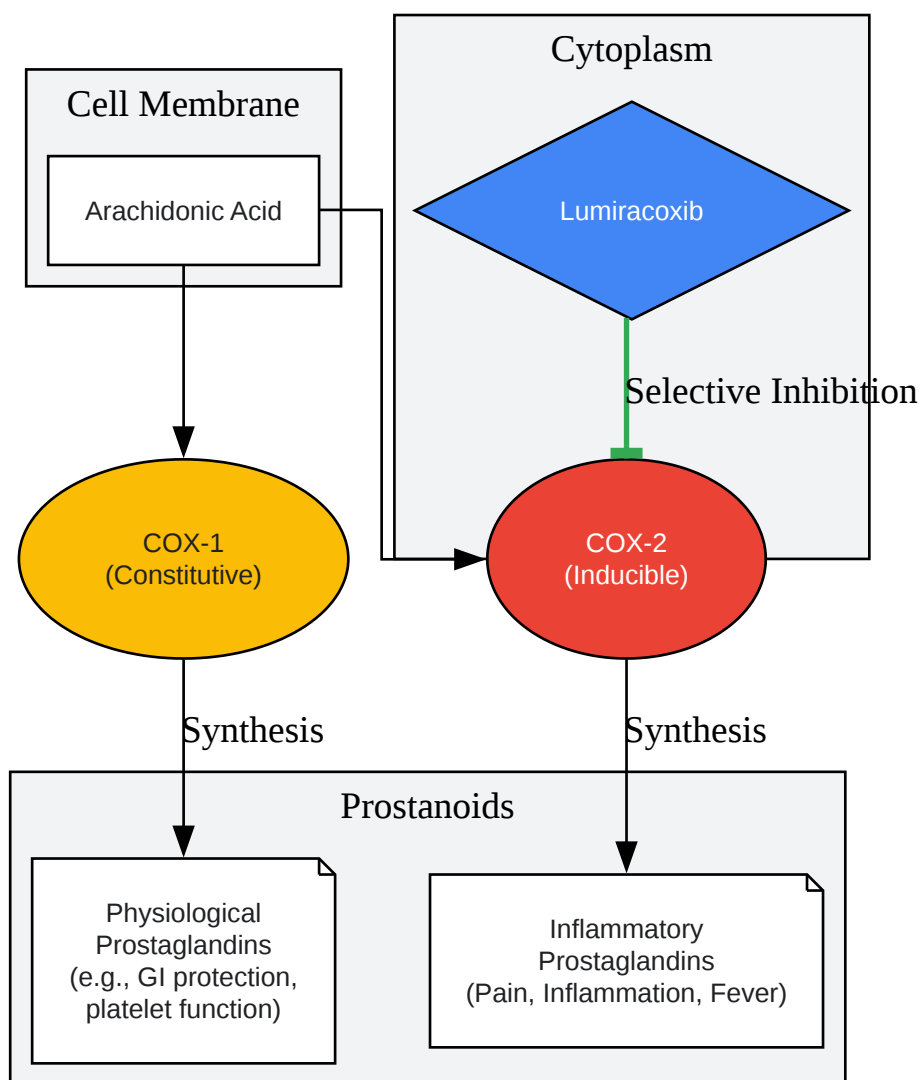 Cytoplasm
Cell Membrane
Arachidonic Acid
Lumiracoxib
Selective Inhibition
COX-1
(Constitutive)
COX-2
(Inducible)
Synthesis
Synthesis
Prostanoids
Physiological
Prostaglandins
(e.g., GI protection,
platelet function)
Inflammatory
Prostaglandins
(Pain, Inflammation, Fever)